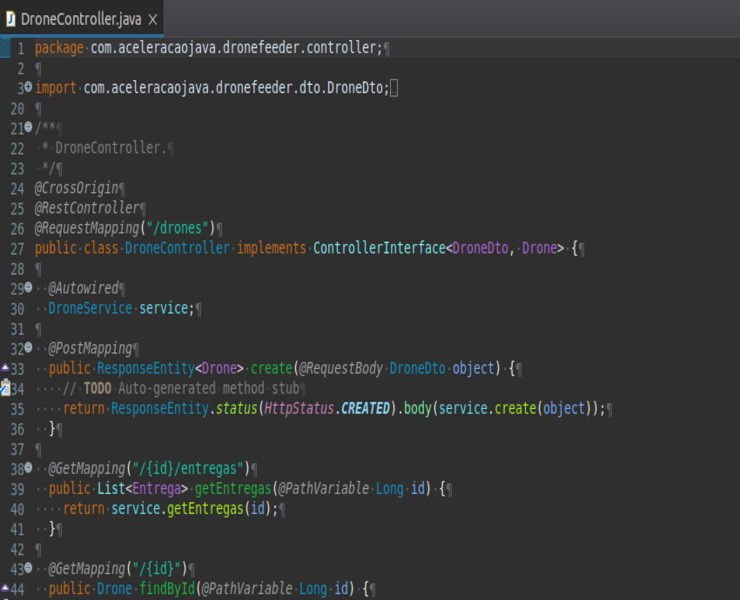 DroneController.java
1 package com.aceleracaojava.dronefeeder.controller;
2
3 import com.aceleracaojava.dronefeeder.dto.DroneDto;
20
21 /**
22 * DroneController.
23 */
24 @CrossOrigin
25 @RestController
26 @RequestMapping("/drones")
27 public class DroneController implements ControllerInterface<DroneDto, Drone> {
28
29 @Autowired
30 DroneService service;
31
32 @PostMapping
33 public ResponseEntity<Drone> create(@RequestBody DroneDto object) {
34 // TODO Auto-generated method stub
35 return ResponseEntity.status(HttpStatus.CREATED).body(service.create(object));
36 }
37
38 @GetMapping("/{id}/entregas")
39 public List<Entrega> getEntregas(@PathVariable Long id) {
40 return service.getEntregas(id);
41 }
42
43 @GetMapping("/{id}")
44 public Drone findById(@PathVariable Long id) {